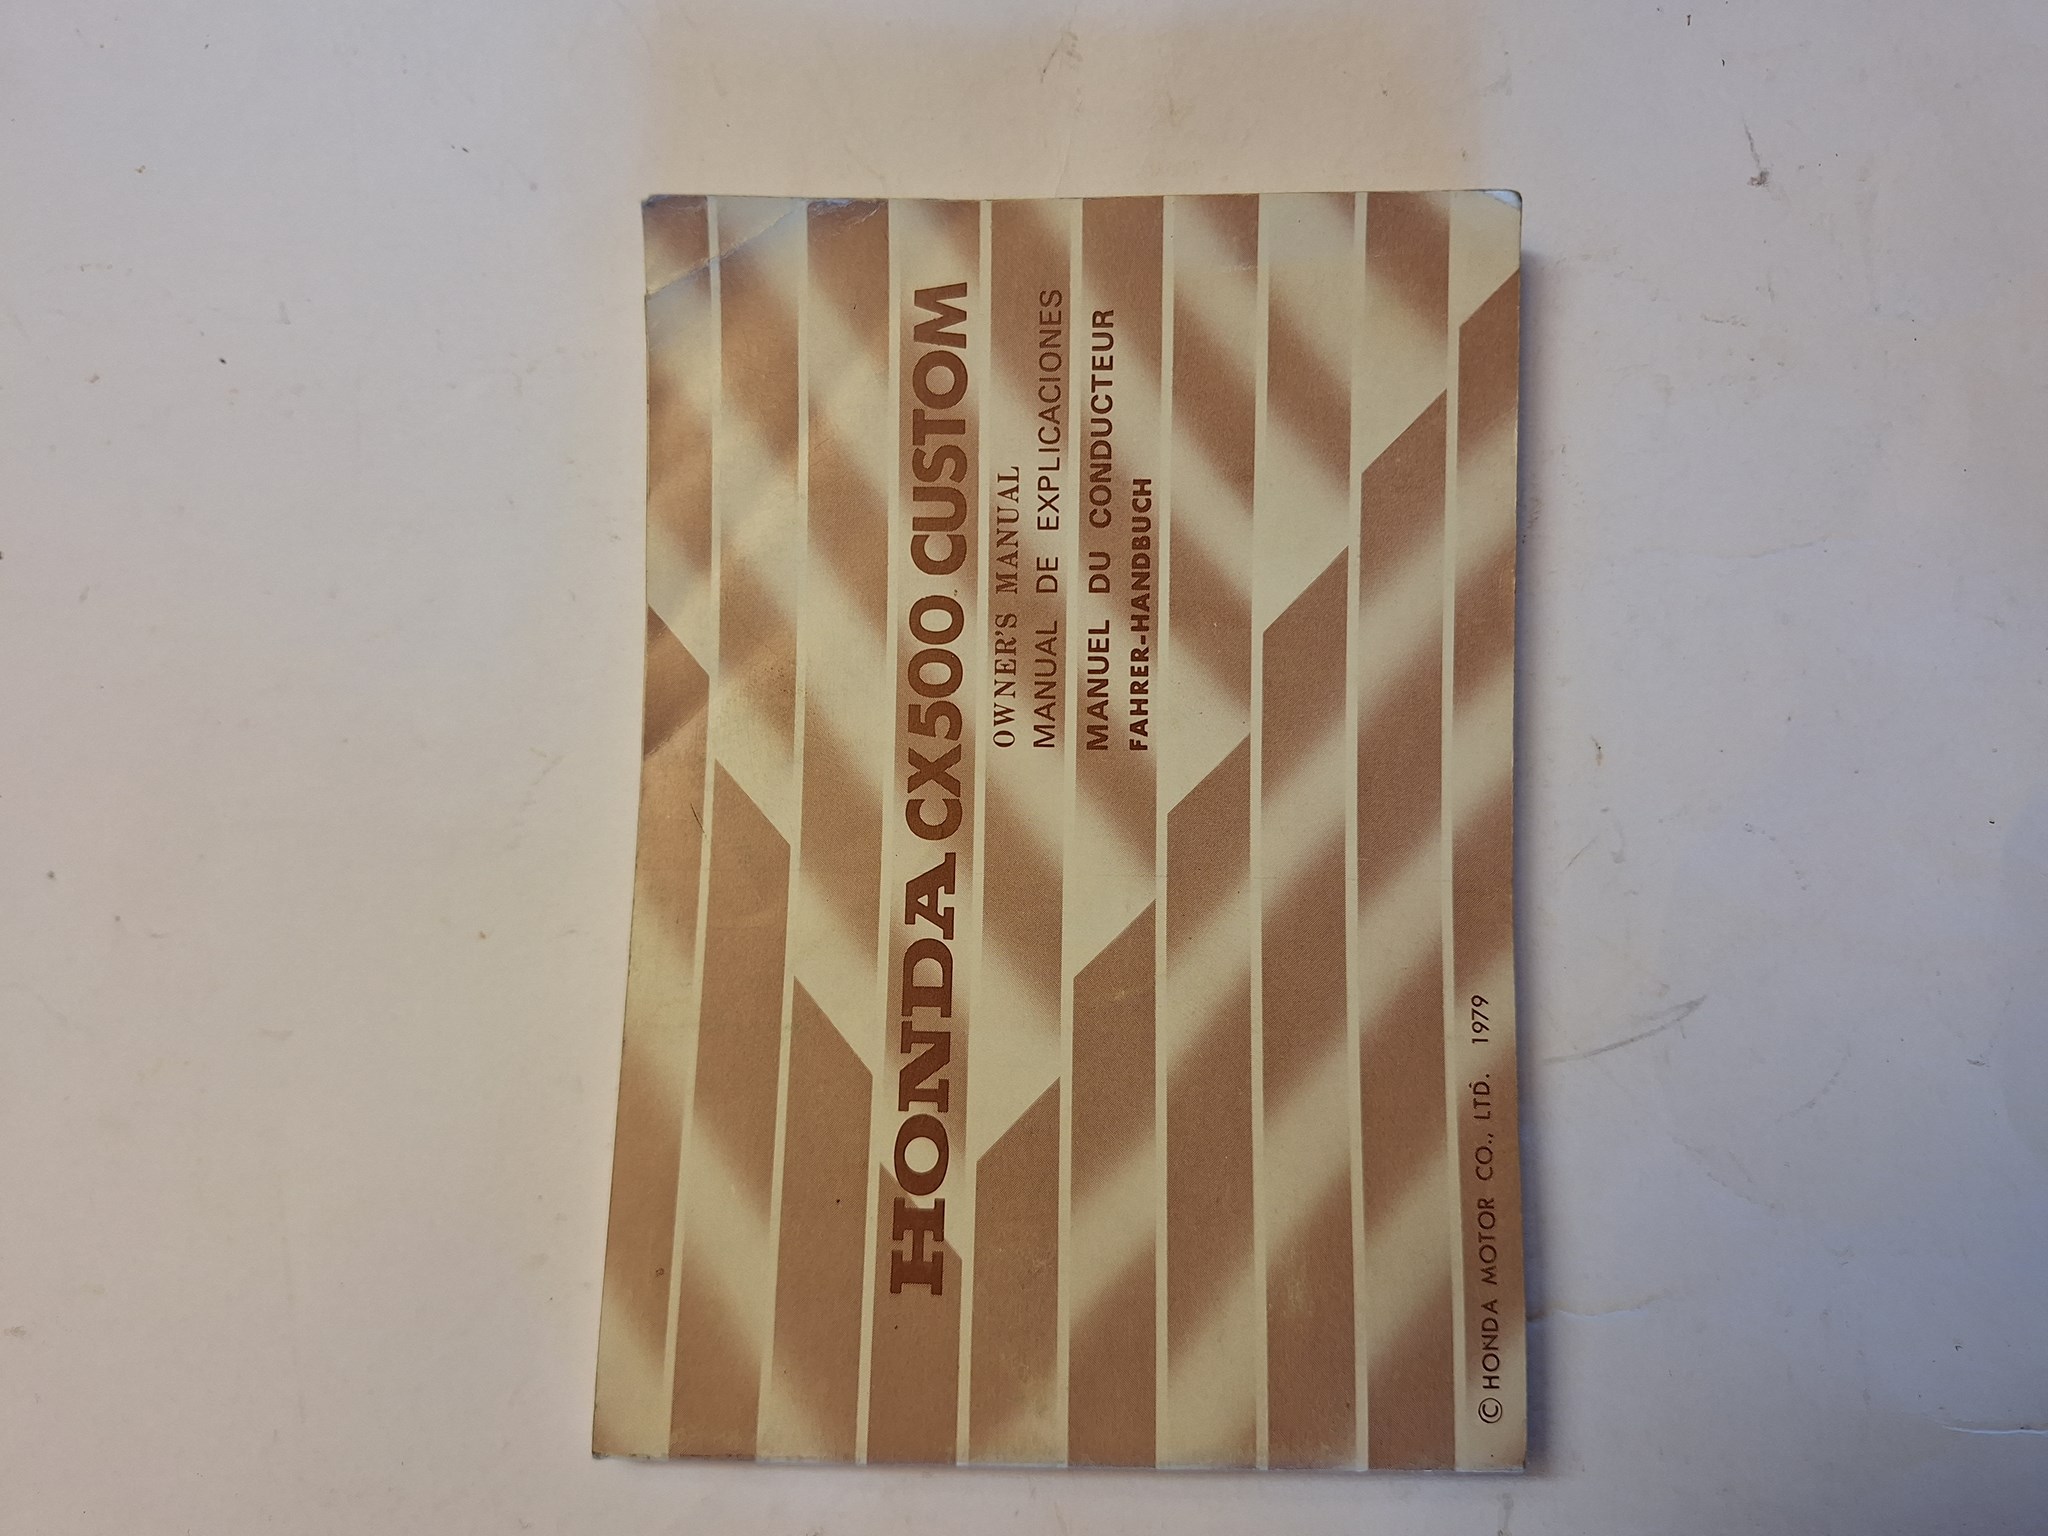 HONDA CX500 CUSTOM
OWNER'S MANUAL
MANUAL DE EXPLICACIONES
MANUEL DU CONDUCTEUR
FAHRER-HANDBUCH
© HONDA MOTOR CO., LTD. 1979